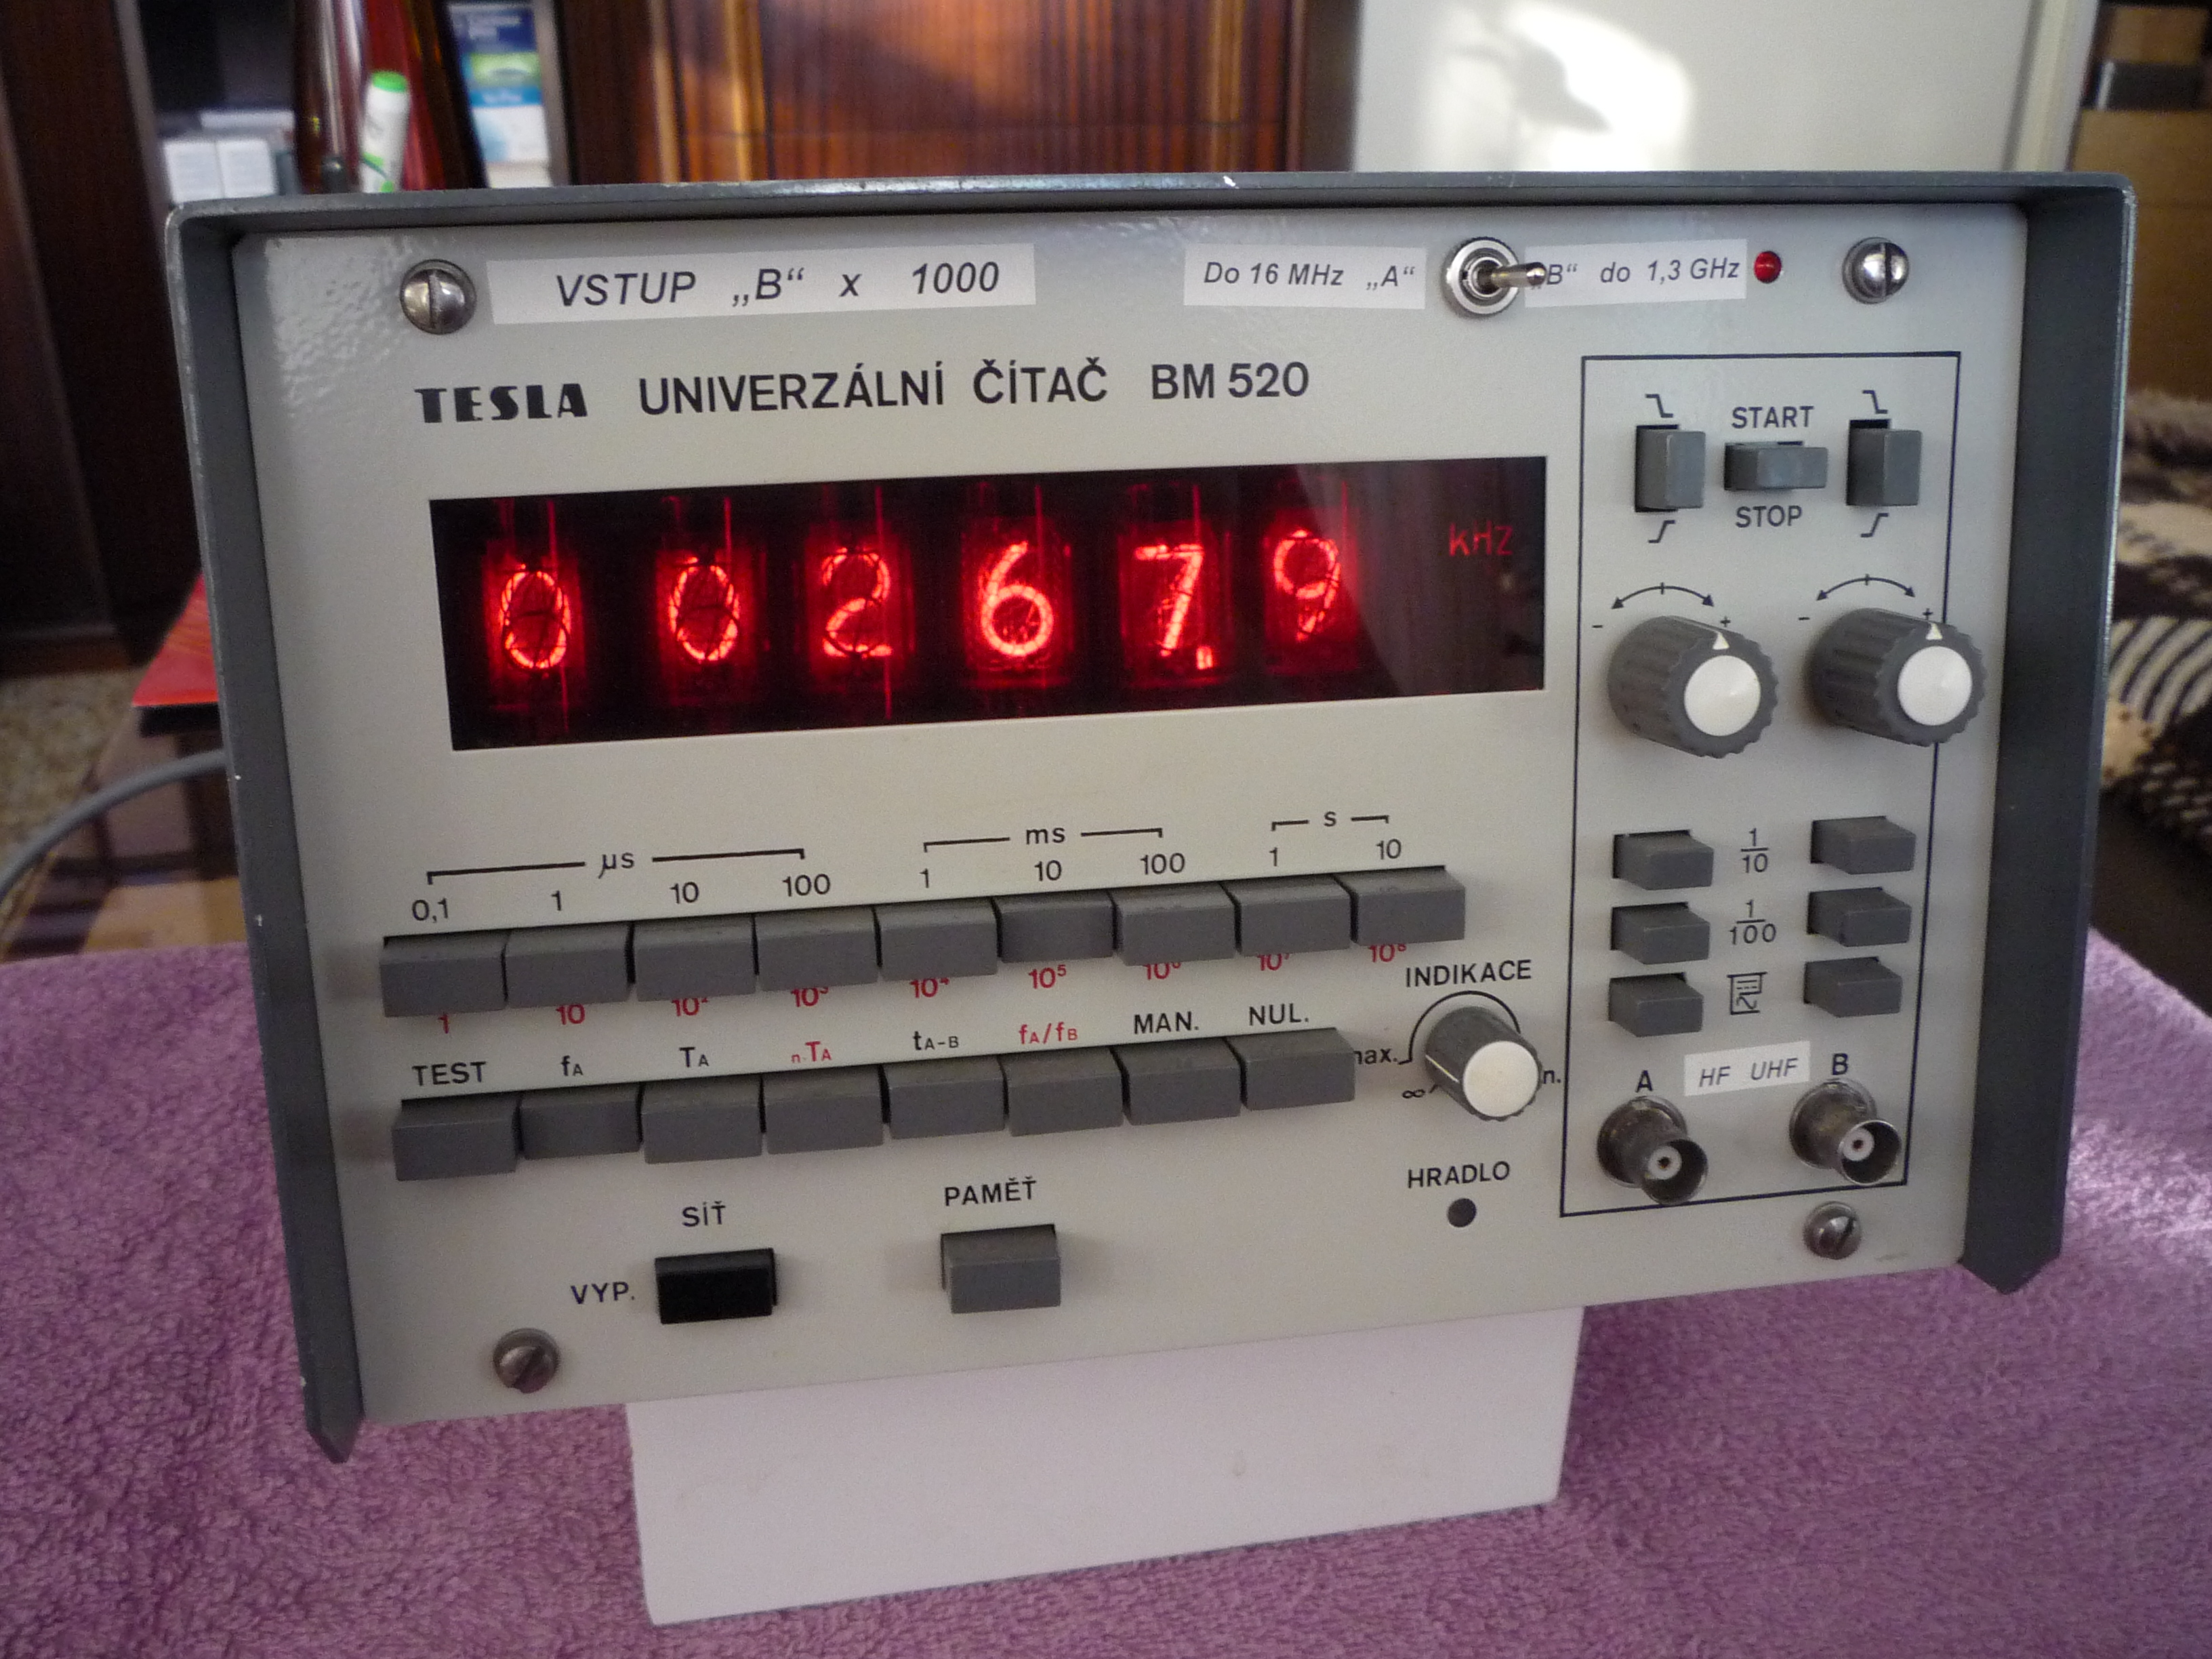 VSTUP „B“ x 1000
Do 16 MHz „A“
„B“ do 1,3 GHz
TESLA UNIVERZÁLNÍ ČÍTAČ BM 520
START
STOP
00267.9 kHz
- + - +
µs ms s
0,1 1 10 100 1 10 100 1 10
1 10 10² 10³ 10⁴ 10⁵ 10⁶ 10⁷ 10⁸
TEST fA TA n.TA tA-B fA/fB MAN. NUL.
INDIKACE
∞
1/10
1/100
A HF UHF B
HRADLO
SÍŤ
VYP.
PAMĚŤ